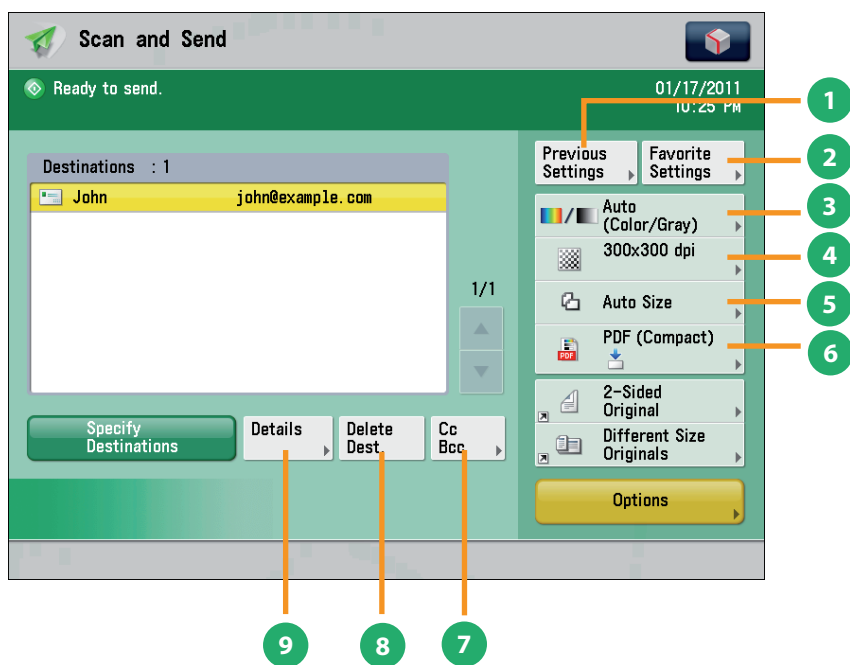 Scan and Send
Ready to send.
01/17/2011
10:25 PM
1
Destinations : 1
John john@example.com
1/1
Previous
Settings
Favorite
Settings
2
Auto
(Color/Gray)
3
300x300 dpi
4
Auto Size
5
PDF (Compact)
PDF
6
2-Sided
Original
Different Size
Originals
Options
Specify
Destinations
Details
Delete
Dest.
Cc
Bcc
9
8
7